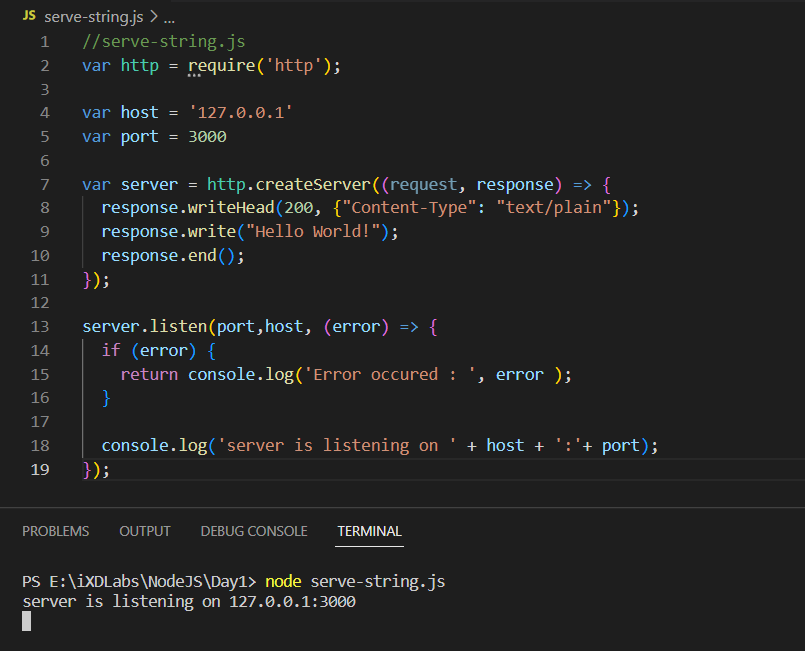 JS serve-string.js > ...
1 //serve-string.js
2 var http = require('http');
3
4 var host = '127.0.0.1'
5 var port = 3000
6
7 var server = http.createServer((request, response) => {
8   response.writeHead(200, {"Content-Type": "text/plain"});
9   response.write("Hello World!");
10   response.end();
11 });
12
13 server.listen(port,host, (error) => {
14   if (error) {
15     return console.log('Error occured : ', error );
16   }
17
18   console.log('server is listening on ' + host + ':'+ port);
19 });
PROBLEMS OUTPUT DEBUG CONSOLE TERMINAL
PS E:\iXDLabs\NodeJS\Day1> node serve-string.js
server is listening on 127.0.0.1:3000